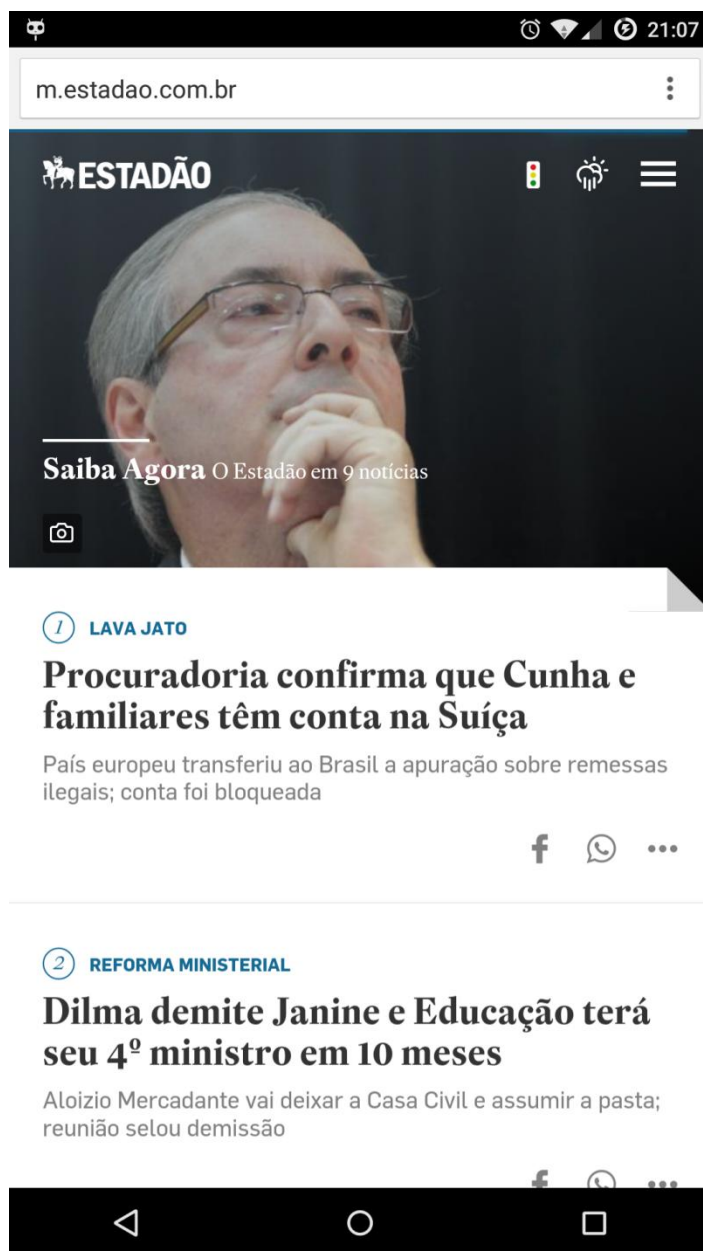 21:07
m.estadao.com.br
ESTADÃO
Saiba Agora O Estadão em 9 notícias
1 LAVA JATO
Procuradoria confirma que Cunha e
familiares têm conta na Suíça
País europeu transferiu ao Brasil a apuração sobre remessas
ilegais; conta foi bloqueada
2 REFORMA MINISTERIAL
Dilma demite Janine e Educação terá
seu 4º ministro em 10 meses
Aloizio Mercadante vai deixar a Casa Civil e assumir a pasta;
reunião selou demissão